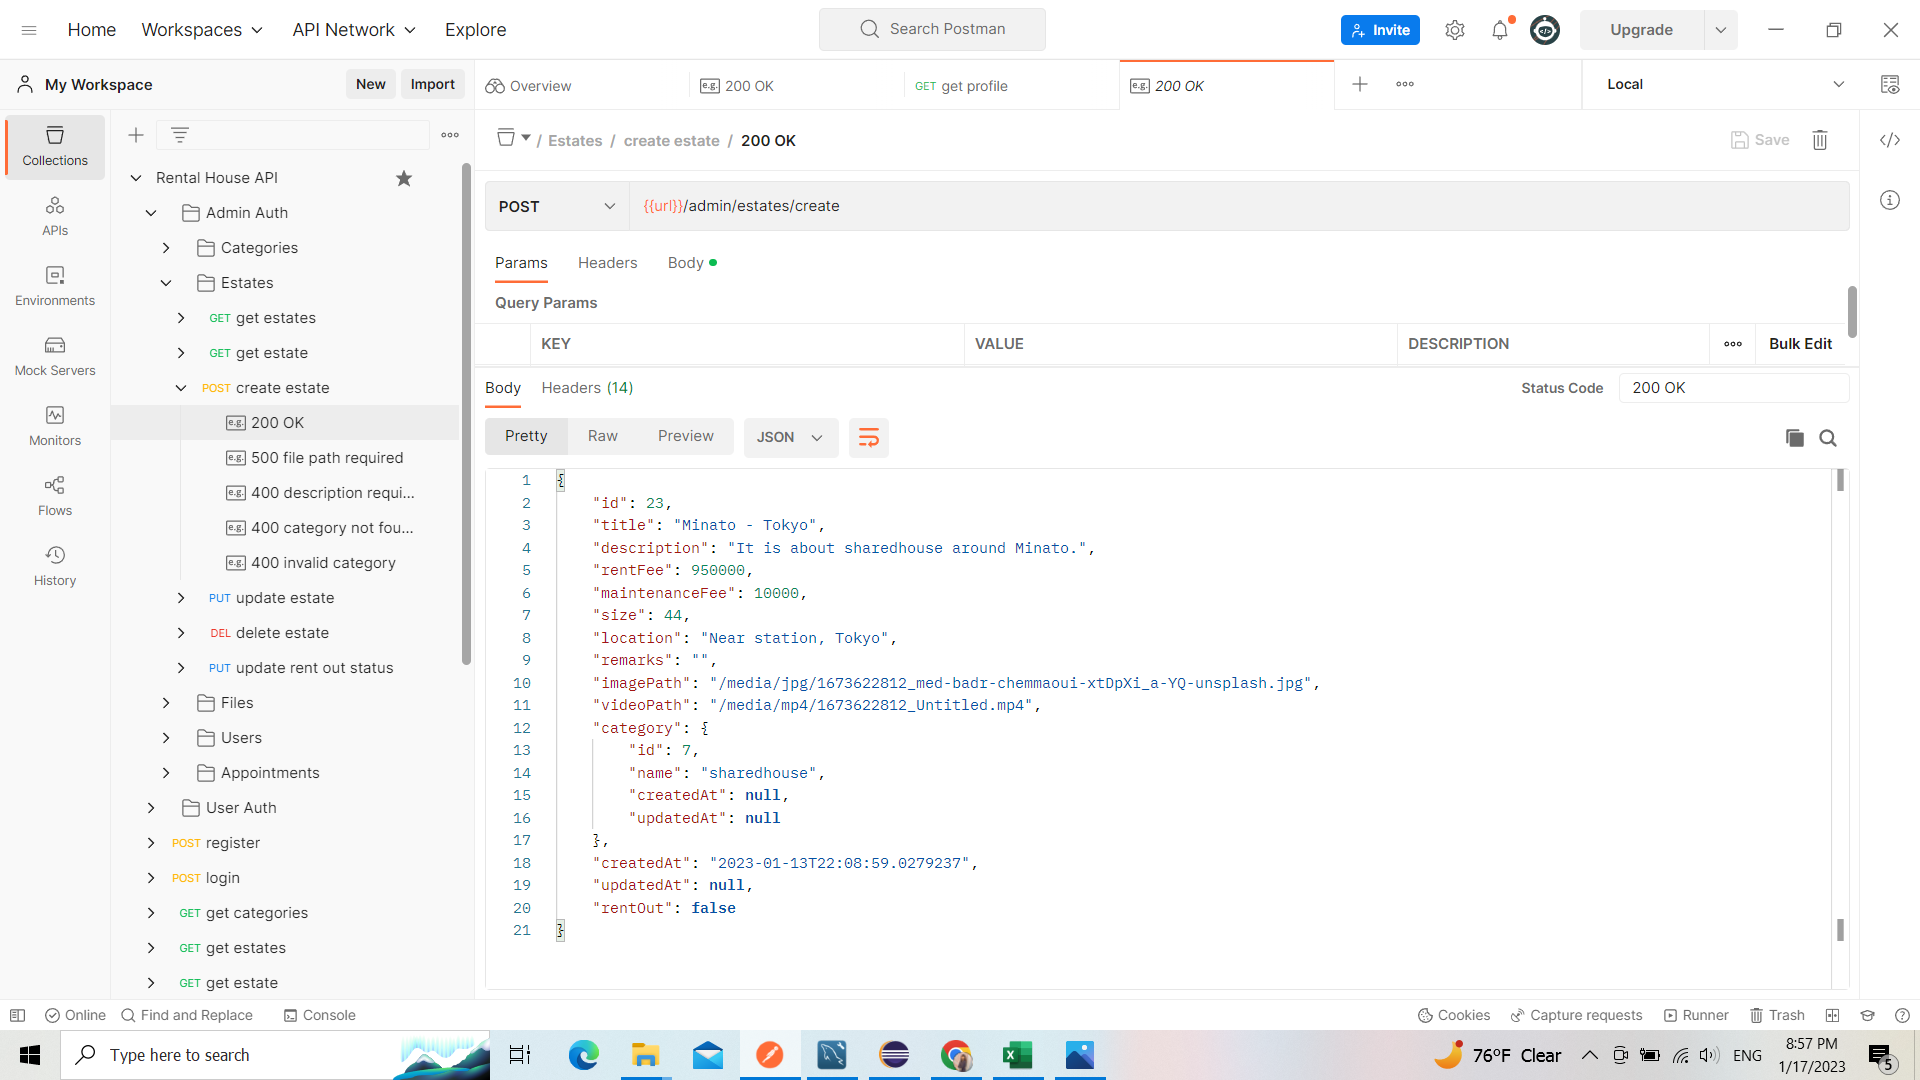 Home Workspaces API Network Explore Search Postman Invite Upgrade
My Workspace New Import Overview e.g. 200 OK GET get profile e.g. 200 OK Local
Collections
APIs
Environments
Mock Servers
Monitors
Flows
History
Rental House API
Admin Auth
Categories
Estates
GET get estates
GET get estate
POST create estate
e.g. 200 OK
e.g. 500 file path required
e.g. 400 description requi...
e.g. 400 category not fou...
e.g. 400 invalid category
PUT update estate
DEL delete estate
PUT update rent out status
Files
Users
Appointments
User Auth
POST register
POST login
GET get categories
GET get estates
GET get estate
/ Estates / create estate / 200 OK Save
POST {{url}}/admin/estates/create
Params Headers Body
Query Params
KEY VALUE DESCRIPTION Bulk Edit
Body Headers (14) Status Code 200 OK
Pretty Raw Preview JSON
1 {
2 "id": 23,
3 "title": "Minato - Tokyo",
4 "description": "It is about sharedhouse around Minato.",
5 "rentFee": 950000,
6 "maintenanceFee": 10000,
7 "size": 44,
8 "location": "Near station, Tokyo",
9 "remarks": "",
10 "imagePath": "/media/jpg/1673622812_med-badr-chemmaoui-xtDpXi_a-YQ-unsplash.jpg",
11 "videoPath": "/media/mp4/1673622812_Untitled.mp4",
12 "category": {
13 "id": 7,
14 "name": "sharedhouse",
15 "createdAt": null,
16 "updatedAt": null
17 },
18 "createdAt": "2023-01-13T22:08:59.0279237",
19 "updatedAt": null,
20 "rentOut": false
21 }
Online Find and Replace Console Cookies Capture requests Runner Trash
Type here to search 76°F Clear ENG 8:57 PM
1/17/2023 5